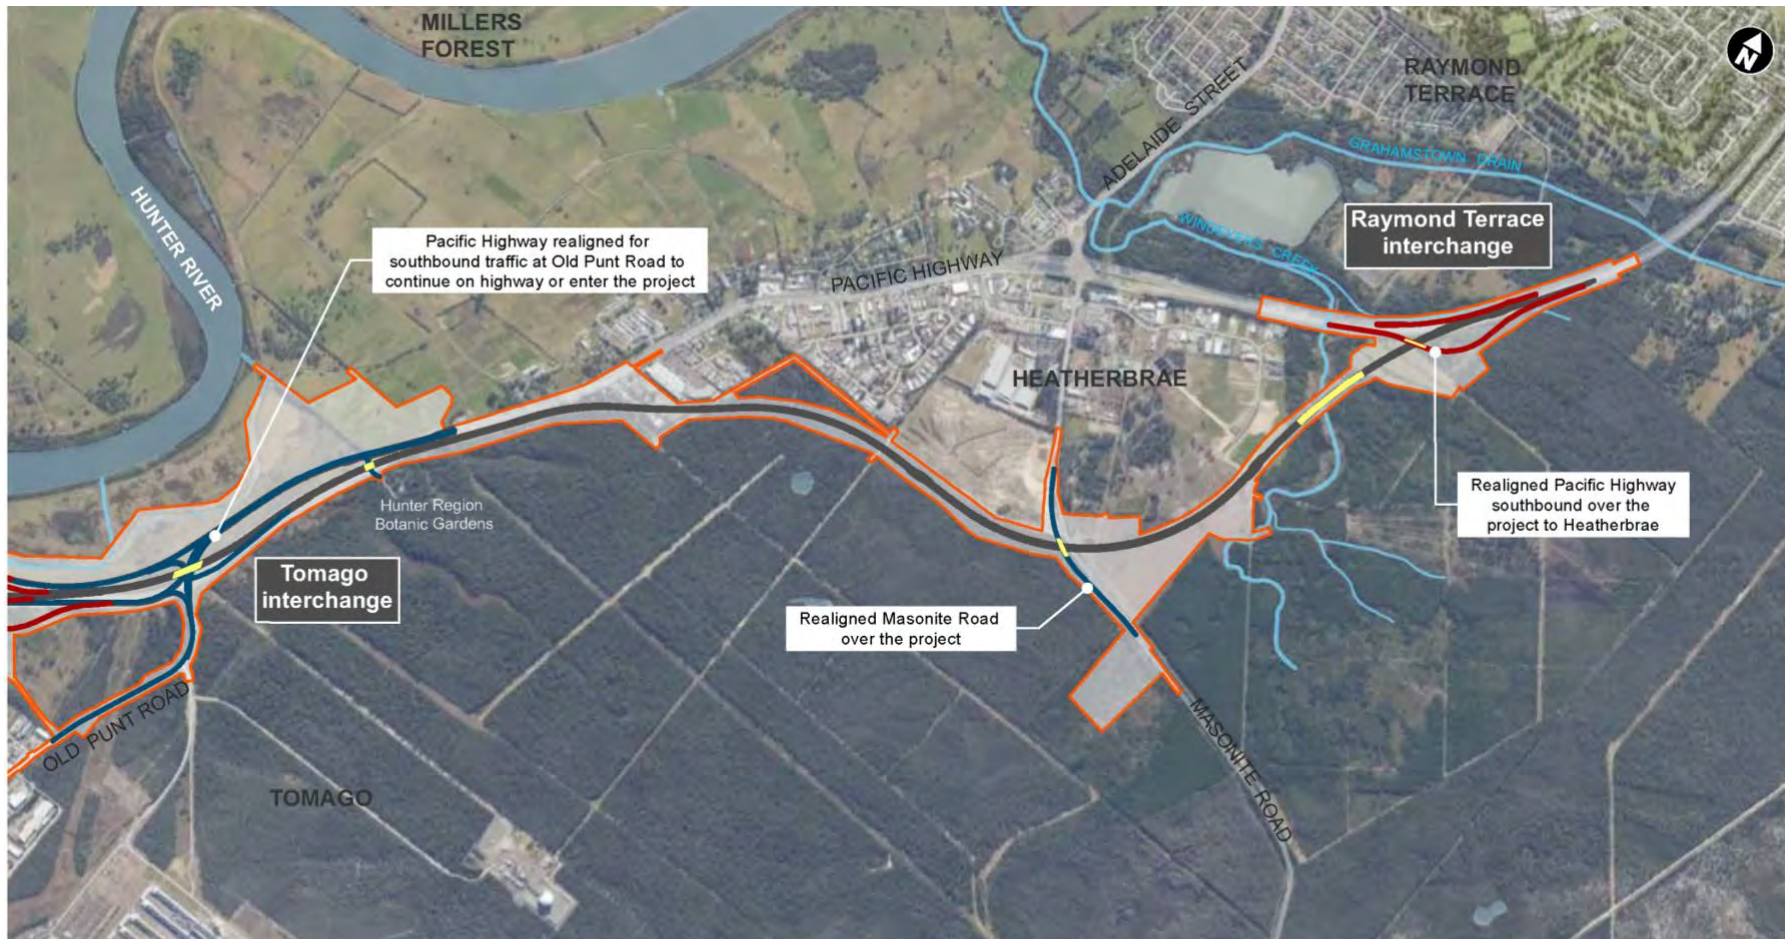 MILLERS
FOREST
RAYMOND
TERRACE
ADELAIDE STREET
GRAHAMSTOWN DRAIN
HUNTER RIVER
WINDEYERS CREEK
Raymond Terrace
interchange
Pacific Highway realigned for
southbound traffic at Old Punt Road to
continue on highway or enter the project
PACIFIC HIGHWAY
HEATHERBRAE
Hunter Region
Botanic Gardens
Realigned Pacific Highway
southbound over the
project to Heatherbrae
Tomago
interchange
Realigned Masonite Road
over the project
OLD PUNT ROAD
MASONITE ROAD
TOMAGO
N